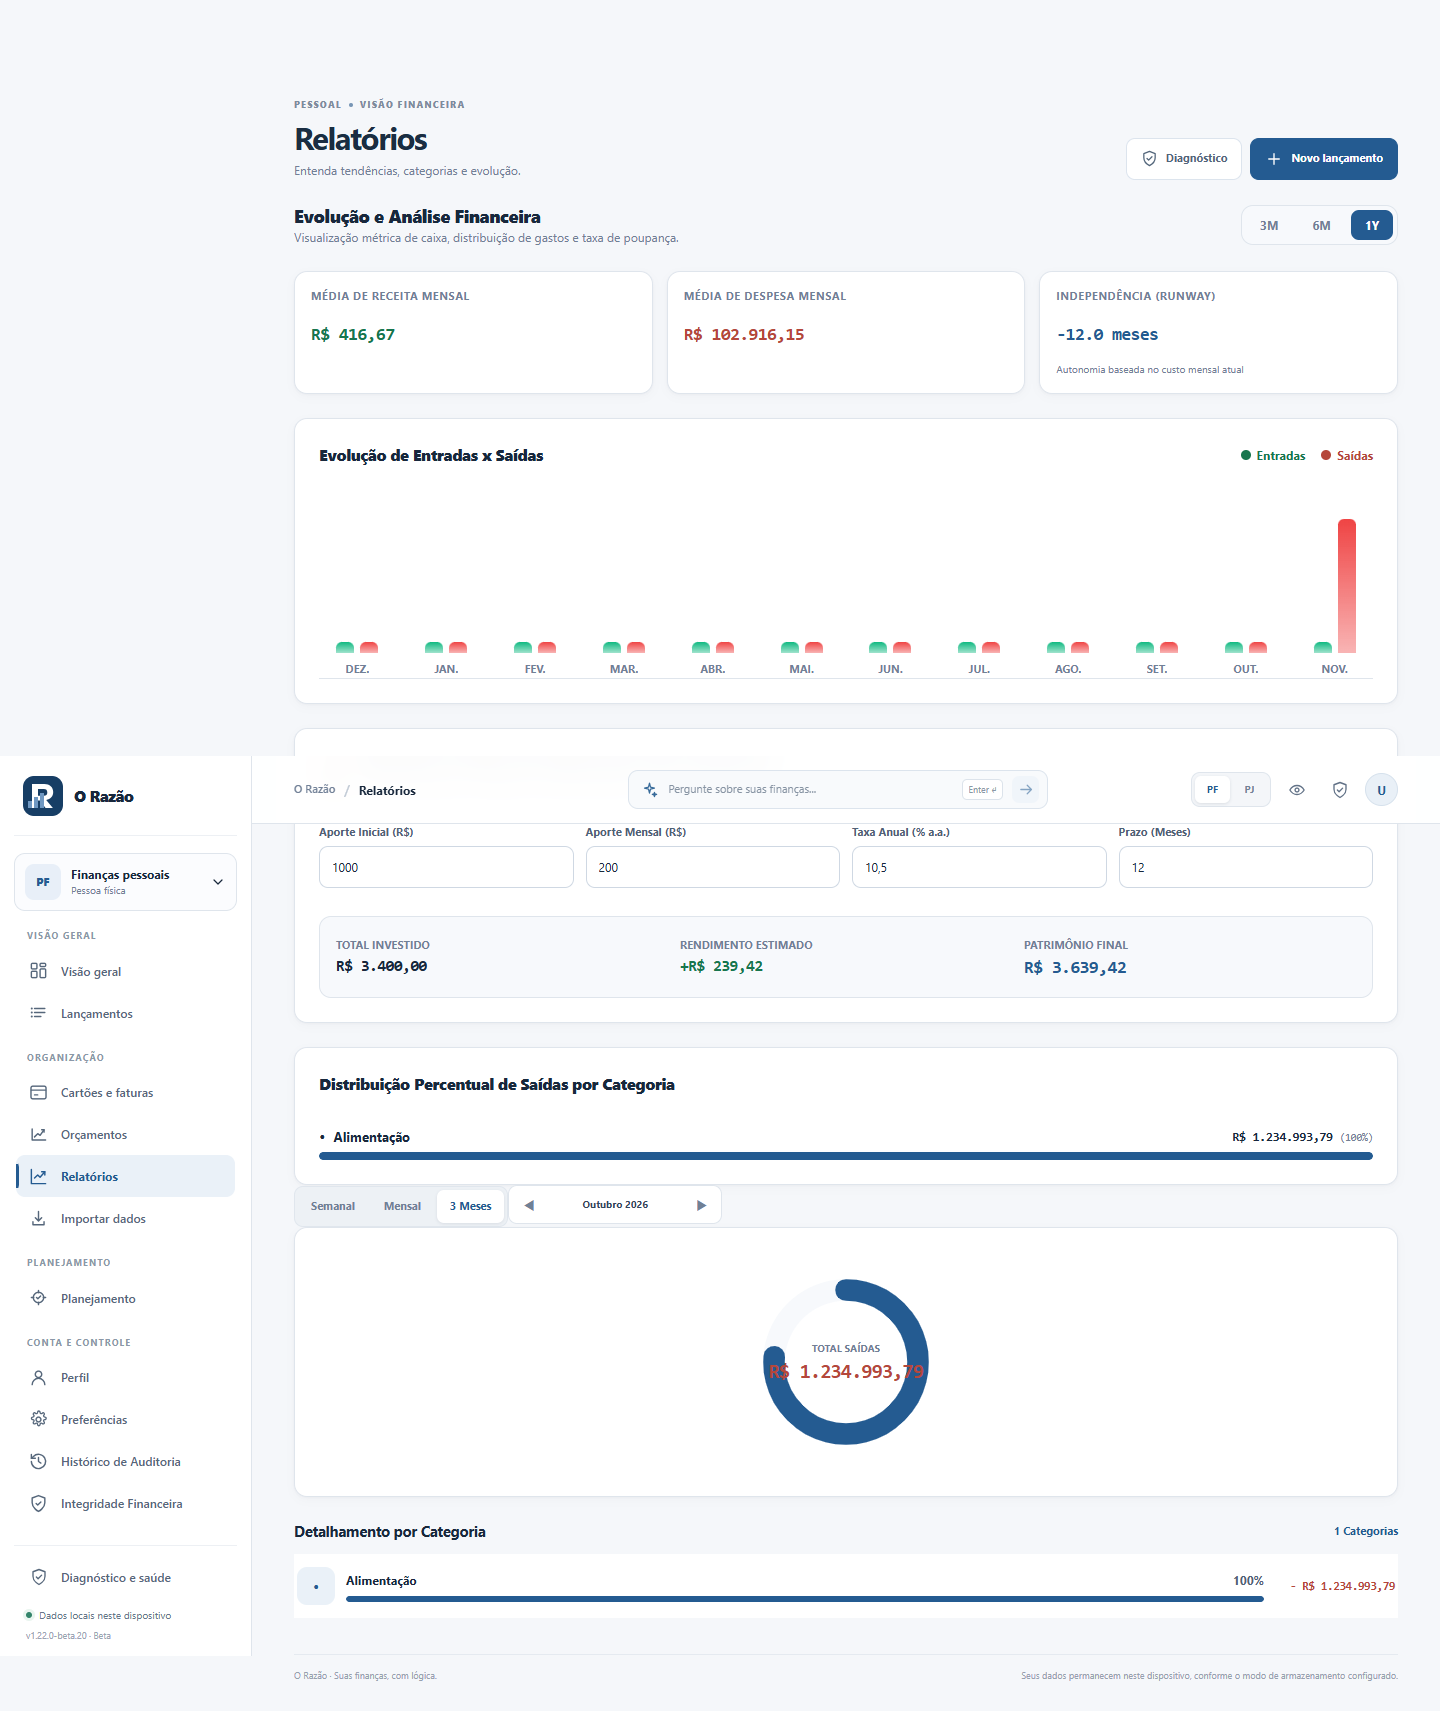 PESSOAL • VISÃO FINANCEIRA
Relatórios
Entenda tendências, categorias e evolução.
Diagnóstico
Novo lançamento
Evolução e Análise Financeira
Visualização métrica de caixa, distribuição de gastos e taxa de poupança.
3M 6M 1Y
MÉDIA DE RECEITA MENSAL
R$ 416,67
MÉDIA DE DESPESA MENSAL
R$ 102.916,15
INDEPENDÊNCIA (RUNWAY)
-12.0 meses
Autonomia baseada no custo mensal atual
Evolução de Entradas x Saídas
Entradas Saídas
DEZ. JAN. FEV. MAR. ABR. MAI. JUN. JUL. AGO. SET. OUT. NOV.
O Razão
O Razão / Relatórios
Pergunte sobre suas finanças...
Enter ↵
PF PJ
U
PF
Finanças pessoais
Pessoa física
VISÃO GERAL
Visão geral
Lançamentos
ORGANIZAÇÃO
Cartões e faturas
Orçamentos
Relatórios
Importar dados
PLANEJAMENTO
Planejamento
CONTA E CONTROLE
Perfil
Preferências
Histórico de Auditoria
Integridade Financeira
Diagnóstico e saúde
Dados locais neste dispositivo
v1.22.0-beta.20 · Beta
Aporte Inicial (R$)
1000
Aporte Mensal (R$)
200
Taxa Anual (% a.a.)
10,5
Prazo (Meses)
12
TOTAL INVESTIDO
R$ 3.400,00
RENDIMENTO ESTIMADO
+R$ 239,42
PATRIMÔNIO FINAL
R$ 3.639,42
Distribuição Percentual de Saídas por Categoria
• Alimentação
R$ 1.234.993,79 (100%)
Semanal Mensal 3 Meses
◀ Outubro 2026 ▶
TOTAL SAÍDAS
R$ 1.234.993,79
Detalhamento por Categoria
1 Categorias
• Alimentação
100%
- R$ 1.234.993,79
O Razão · Suas finanças, com lógica.
Seus dados permanecem neste dispositivo, conforme o modo de armazenamento configurado.